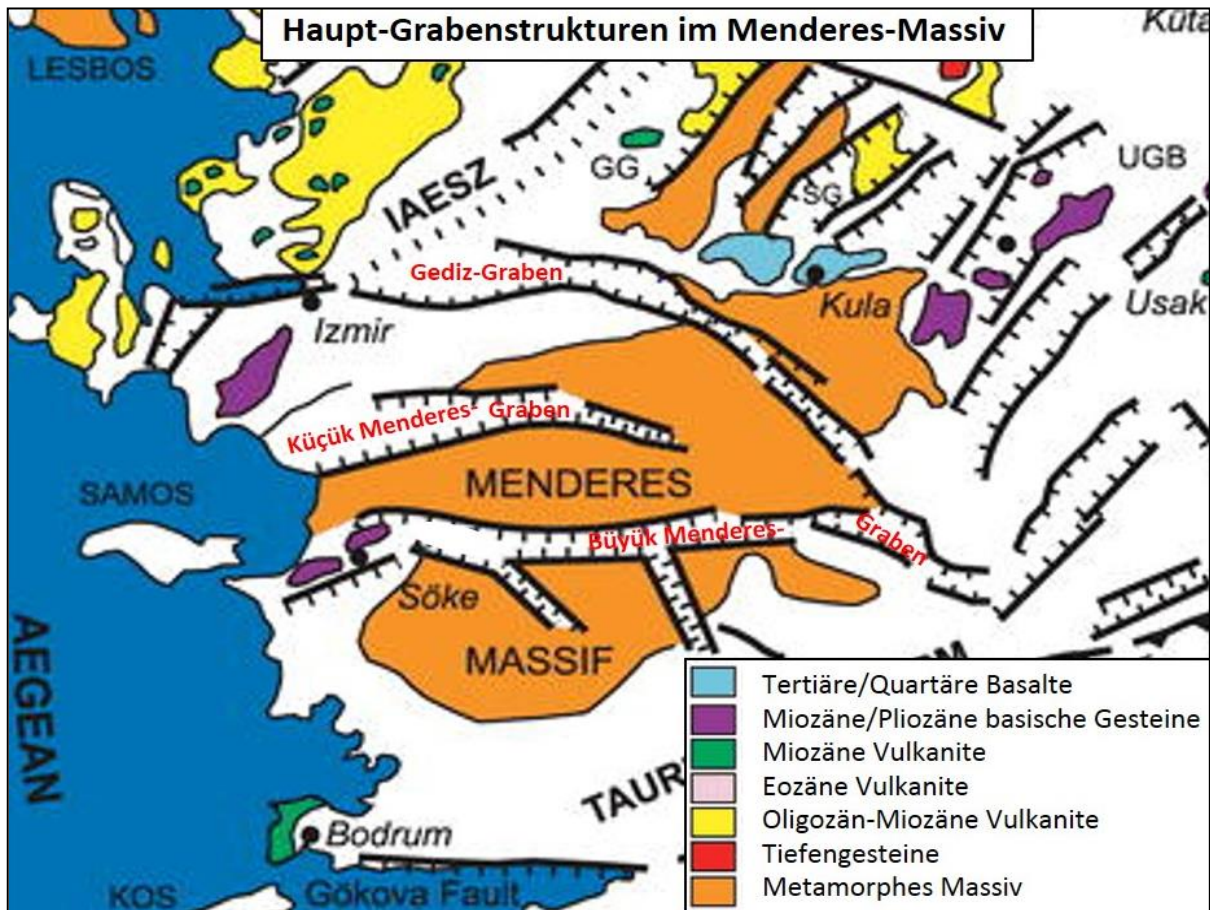 Haupt-Grabenstrukturen im Menderes-Massiv
LESBOS
Küta
IAESZ
GG
SG
UGB
Gediz-Graben
Izmir
Kula
Usak
Küçük Menderes- Graben
SAMOS
MENDERES
Büyük Menderes-
Graben
Söke
MASSIF
AEGEAN
TAUR
Bodrum
KOS
Gökova Fault
Tertiäre/Quartäre Basalte
Miozäne/Pliozäne basische Gesteine
Miozäne Vulkanite
Eozäne Vulkanite
Oligozän-Miozäne Vulkanite
Tiefengesteine
Metamorphes Massiv